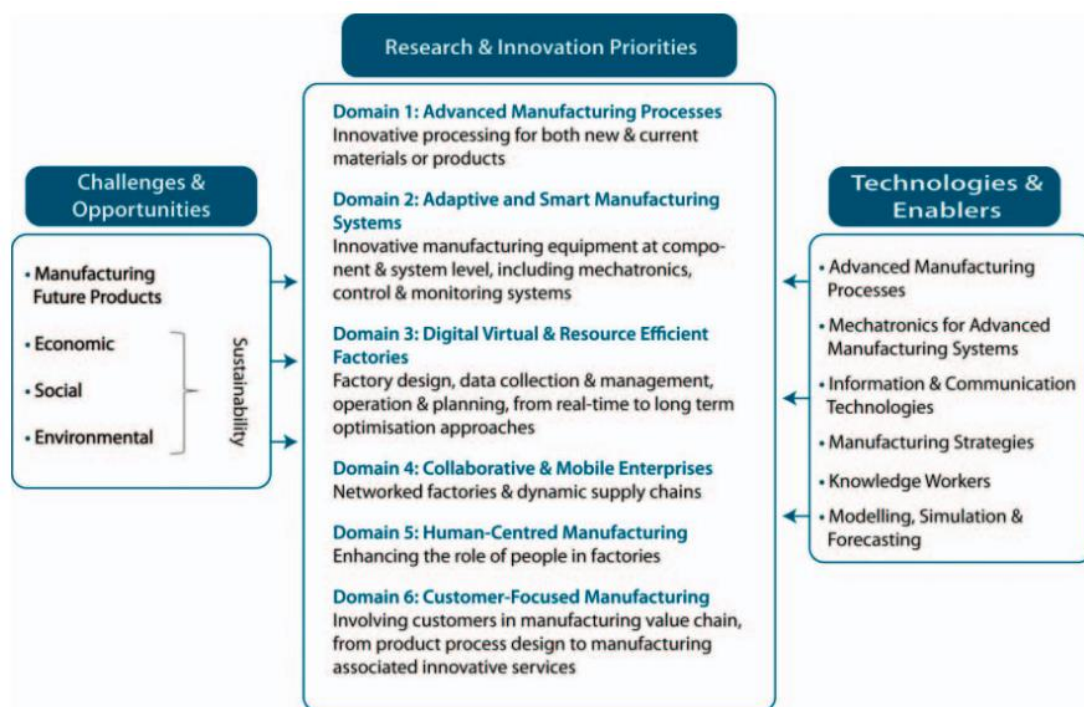 Research & Innovation Priorities
Challenges &
Opportunities
• Manufacturing
Future Products
• Economic
• Social
• Environmental
Sustainability
Domain 1: Advanced Manufacturing Processes
Innovative processing for both new & current
materials or products
Domain 2: Adaptive and Smart Manufacturing
Systems
Innovative manufacturing equipment at compo-
nent & system level, including mechatronics,
control & monitoring systems
Domain 3: Digital Virtual & Resource Efficient
Factories
Factory design, data collection & management,
operation & planning, from real-time to long term
optimisation approaches
Domain 4: Collaborative & Mobile Enterprises
Networked factories & dynamic supply chains
Domain 5: Human-Centred Manufacturing
Enhancing the role of people in factories
Domain 6: Customer-Focused Manufacturing
Involving customers in manufacturing value chain,
from product process design to manufacturing
associated innovative services
Technologies &
Enablers
• Advanced Manufacturing
Processes
• Mechatronics for Advanced
Manufacturing Systems
• Information & Communication
Technologies
• Manufacturing Strategies
• Knowledge Workers
• Modelling, Simulation &
Forecasting